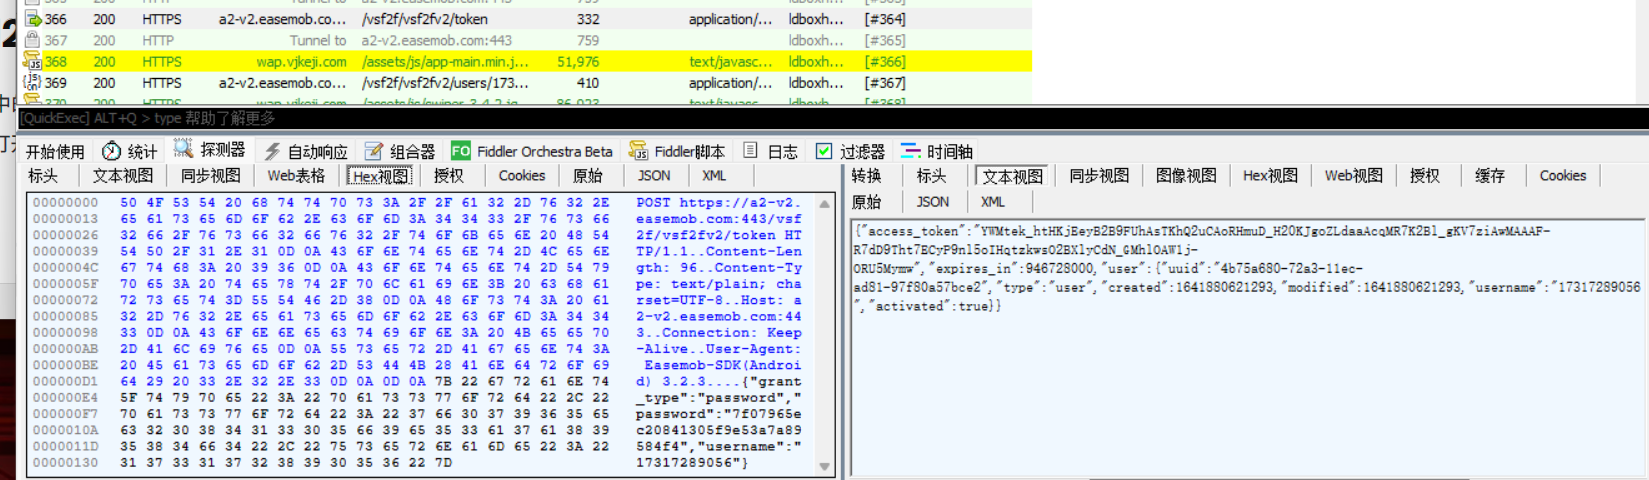 366 200 HTTPS a2-v2.easemob.co... /vsf2f/vsf2fv2/token 332 application/... ldboxh... [#364]
367 200 HTTP Tunnel to a2-v2.easemob.com:443 759 ldboxh... [#365]
368 200 HTTPS wap.vjkeji.com /assets/js/app-main.min.j... 51,976 text/javasc... ldboxh... [#366]
369 200 HTTPS a2-v2.easemob.co... /vsf2f/vsf2fv2/users/173... 410 application/... ldboxh... [#367]
370 200 HTTPS wap.vjkeji.com /assets/js/swiper-3.4.2.jq... 86,023 text/javasc... ldboxh... [#368]
[QuickExec] ALT+Q > type 帮助了解更多
开始使用 统计 探测器 自动响应 组合器 FO Fiddler Orchestra Beta Fiddler脚本 日志 过滤器 时间轴
标头 文本视图 同步视图 Web表格 Hex视图 授权 Cookies 原始 JSON XML
00000000 50 4F 53 54 20 68 74 74 70 73 3A 2F 2F 61 32 2D 76 32 2E POST https://a2-v2.
00000013 65 61 73 65 6D 6F 62 2E 63 6F 6D 3A 34 34 33 2F 76 73 66 easemob.com:443/vsf
00000026 32 66 2F 76 73 66 32 66 76 32 2F 74 6F 6B 65 6E 20 48 54 2f/vsf2fv2/token HT
00000039 54 50 2F 31 2E 31 0D 0A 43 6F 6E 74 65 6E 74 2D 4C 65 6E TP/1.1..Content-Len
0000004C 67 74 68 3A 20 39 36 0D 0A 43 6F 6E 74 65 6E 74 2D 54 79 gth: 96..Content-Ty
0000005F 70 65 3A 20 74 65 78 74 2F 70 6C 61 69 6E 3B 20 63 68 61 pe: text/plain; cha
00000072 72 73 65 74 3D 55 54 46 2D 38 0D 0A 48 6F 73 74 3A 20 61 rset=UTF-8..Host: a
00000085 32 2D 76 32 2E 65 61 73 65 6D 6F 62 2E 63 6F 6D 3A 34 34 2-v2.easemob.com:44
00000098 33 0D 0A 43 6F 6E 6E 65 63 74 69 6F 6E 3A 20 4B 65 65 70 3..Connection: Keep
000000AB 2D 41 6C 69 76 65 0D 0A 55 73 65 72 2D 41 67 65 6E 74 3A -Alive..User-Agent:
000000BE 20 45 61 73 65 6D 6F 62 2D 53 44 4B 28 41 6E 64 72 6F 69 Easemob-SDK(Androi
000000D1 64 29 20 33 2E 32 2E 33 0D 0A 0D 0A 7B 22 67 72 61 6E 74 d) 3.2.3....{"grant
000000E4 5F 74 79 70 65 22 3A 22 70 61 73 73 77 6F 72 64 22 2C 22 _type":"password","
000000F7 70 61 73 73 77 6F 72 64 22 3A 22 37 66 30 37 39 36 35 65 password":"7f07965e
0000010A 63 32 30 38 34 31 33 30 35 66 39 65 35 33 61 37 61 38 39 c20841305f9e53a7a89
0000011D 35 38 34 66 34 22 2C 22 75 73 65 72 6E 61 6D 65 22 3A 22 584f4","username":"
00000130 31 37 33 31 37 32 38 39 30 35 36 22 7D 17317289056"}
转换 标头 文本视图 同步视图 图像视图 Hex视图 Web视图 授权 缓存 Cookies
原始 JSON XML
{"access_token":"YWMtek_htHKjEeyB2B9FUhAsTKhQ2uCAoRHmuD_H2OKJgoZLdaaAcqMR7K2Bl_gKV7ziAwMAAAF-
R7dD9Tht7ECyP9nl5oIHqtzkwsO2BXlyCdN_GMhlOAWlj-
ORU5Mymw","expires_in":946728000,"user":{"uuid":"4b75a680-72a3-11ec-
ad81-97f80a57bce2","type":"user","created":1641880621293,"modified":1641880621293,"username":"17317289056
","activated":true}}